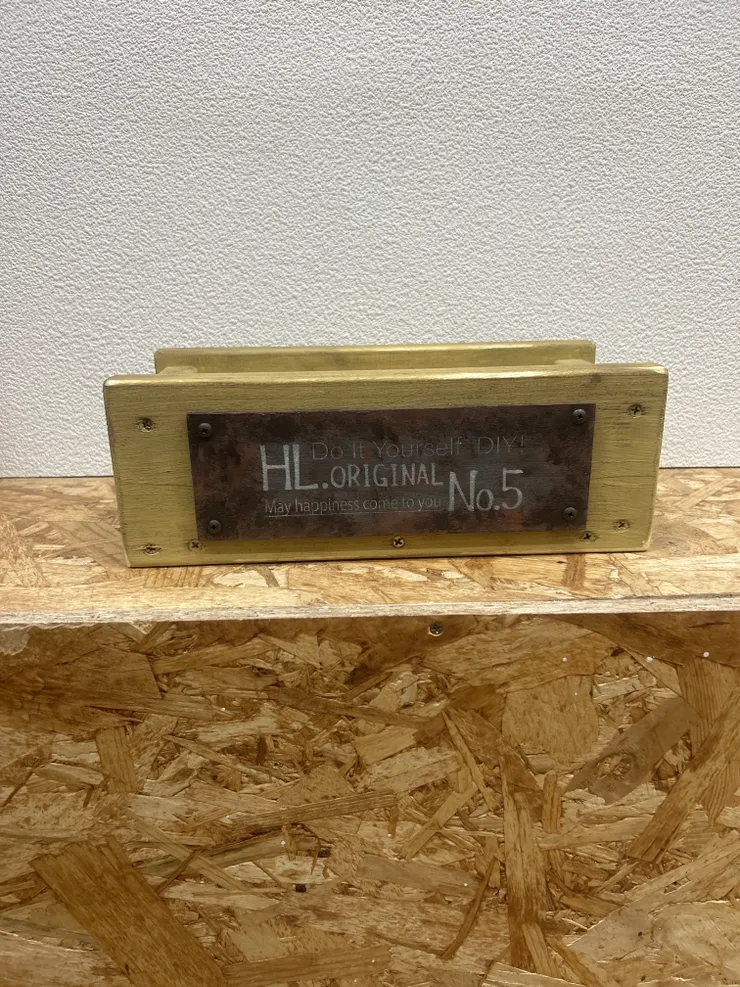 Do It Yourself DIY!
HL.ORIGINAL
May happiness come to you
No.5